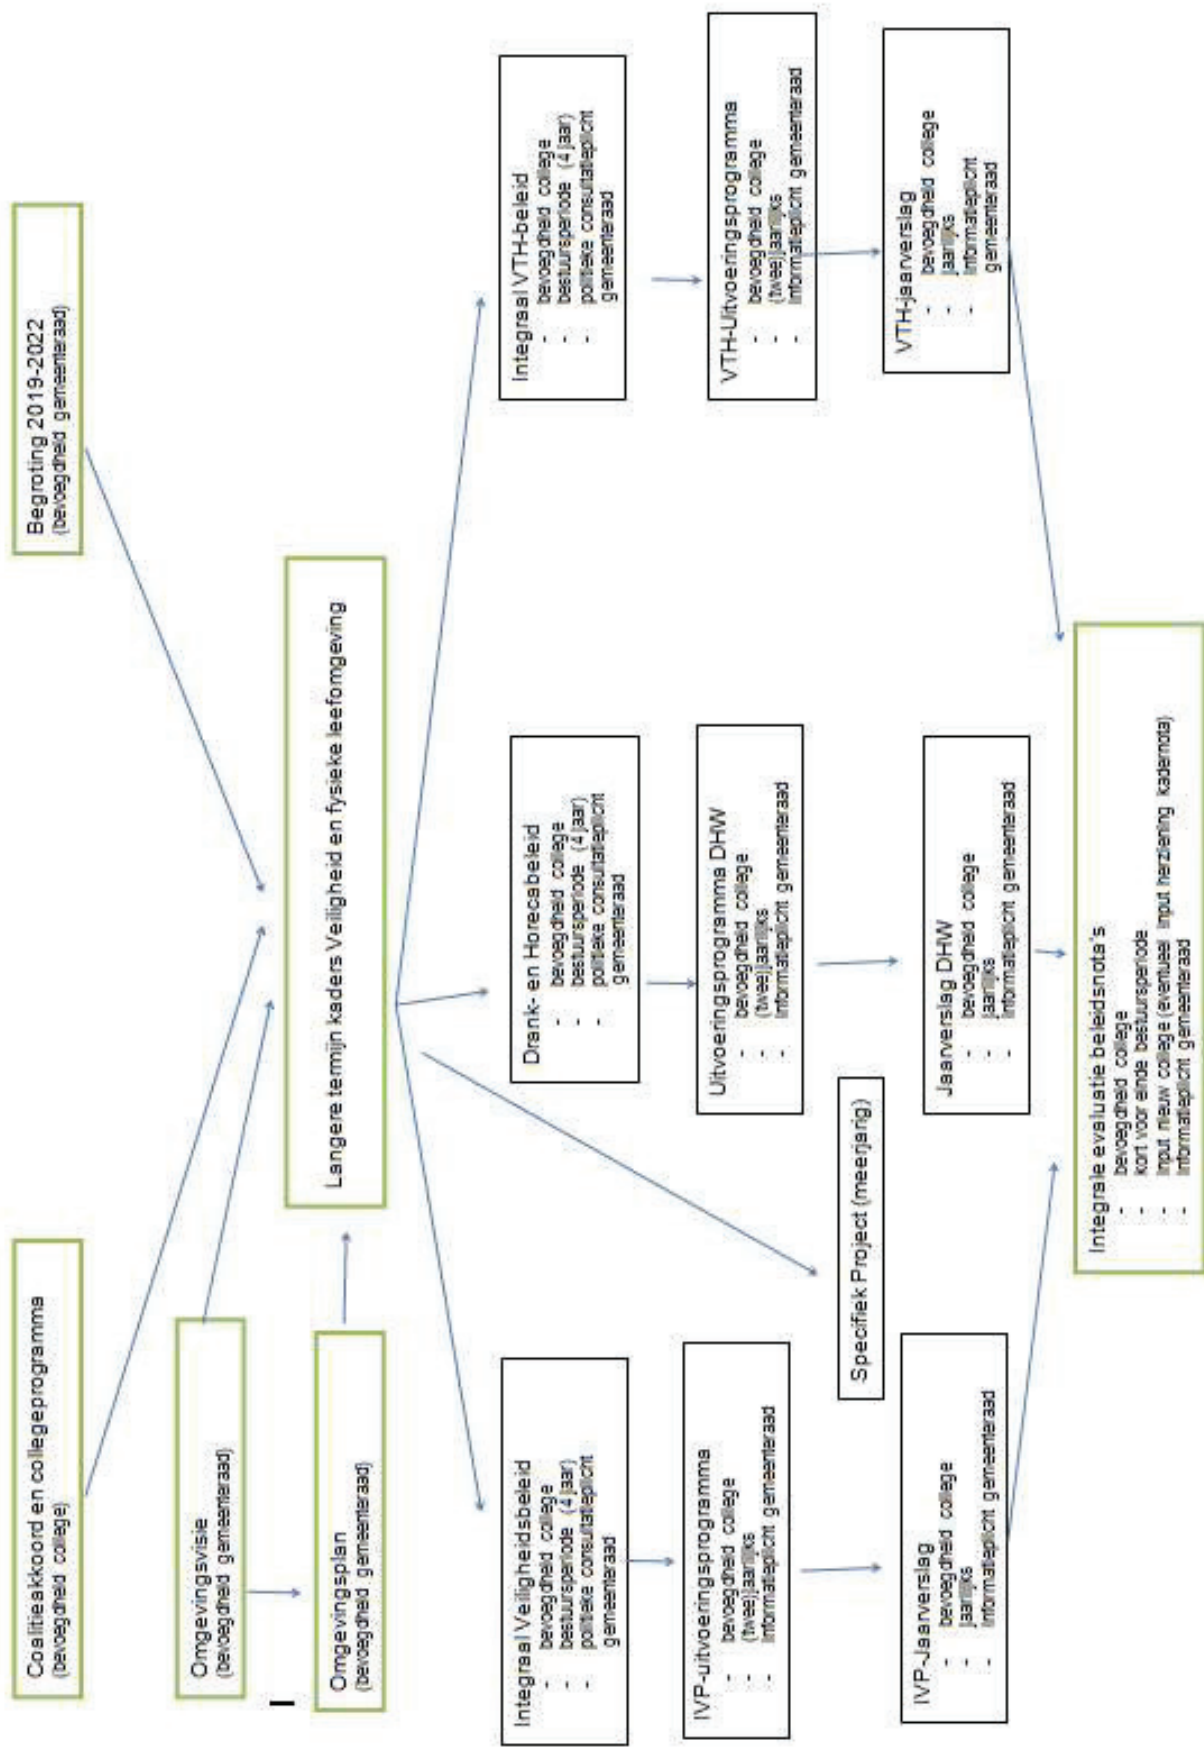 Coalitieakkoord en collegeprogramma
(bevoegdheid college)
Begroting 2019-2022
(bevoegdheid gemeenteraad)
Omgevingsvisie
(bevoegdheid gemeenteraad)
Omgevingsplan
(bevoegdheid gemeenteraad)
Langere termijn kaders Veiligheid en fysieke leefomgeving
Integraal Veiligheidsbeleid
- bevoegdheid college
- bestuursperiode (4 jaar)
- politieke consultatieplicht
gemeenteraad
Drank- en Horecabeleid
- bevoegdheid college
- bestuursperiode (4 jaar)
- politieke consultatieplicht
gemeenteraad
Integraal VTH-beleid
- bevoegdheid college
- bestuursperiode (4 jaar)
- politieke consultatieplicht
gemeenteraad
IVP-uitvoeringsprogramma
- bevoegdheid college
- (twee)jaarlijks
- informatieplicht gemeenteraad
Uitvoeringsprogramma DHW
- bevoegdheid college
- (twee)jaarlijks
- informatieplicht gemeenteraad
VTH-Uitvoeringsprogramma
- bevoegdheid college
- (twee)jaarlijks
- informatieplicht gemeenteraad
Specifiek Project (meerjarig)
IVP-Jaarverslag
- bevoegdheid college
- jaarlijks
- informatieplicht gemeenteraad
Jaarverslag DHW
- bevoegdheid college
- jaarlijks
- informatieplicht gemeenteraad
VTH-jaarverslag
- bevoegdheid college
- jaarlijks
- informatieplicht
gemeenteraad
Integrale evaluatie beleidsnota's
- bevoegdheid college
- kort voor einde bestuursperiode
- input nieuw college (eventueel input herziening kadernota)
- informatieplicht gemeenteraad